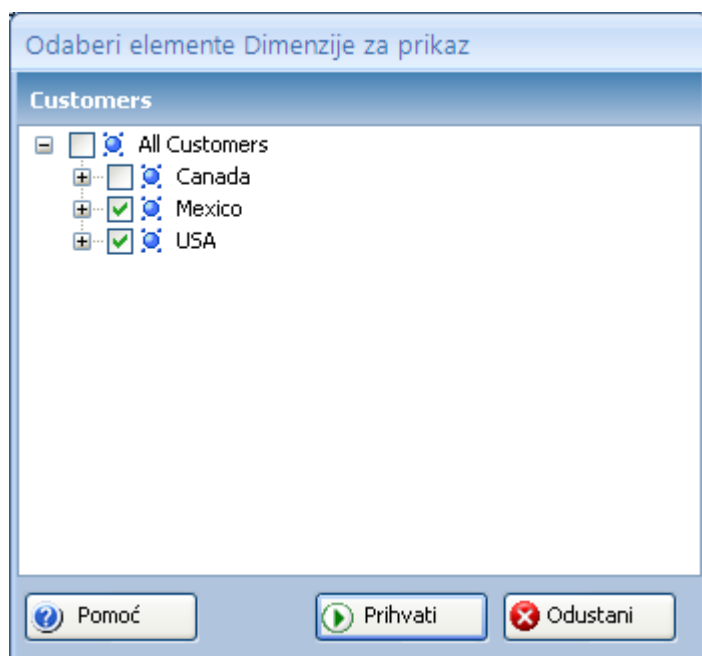 Odaberi elemente Dimenzije za prikaz
Customers
All Customers
Canada
Mexico
USA
Pomoć
Prihvati
Odustani